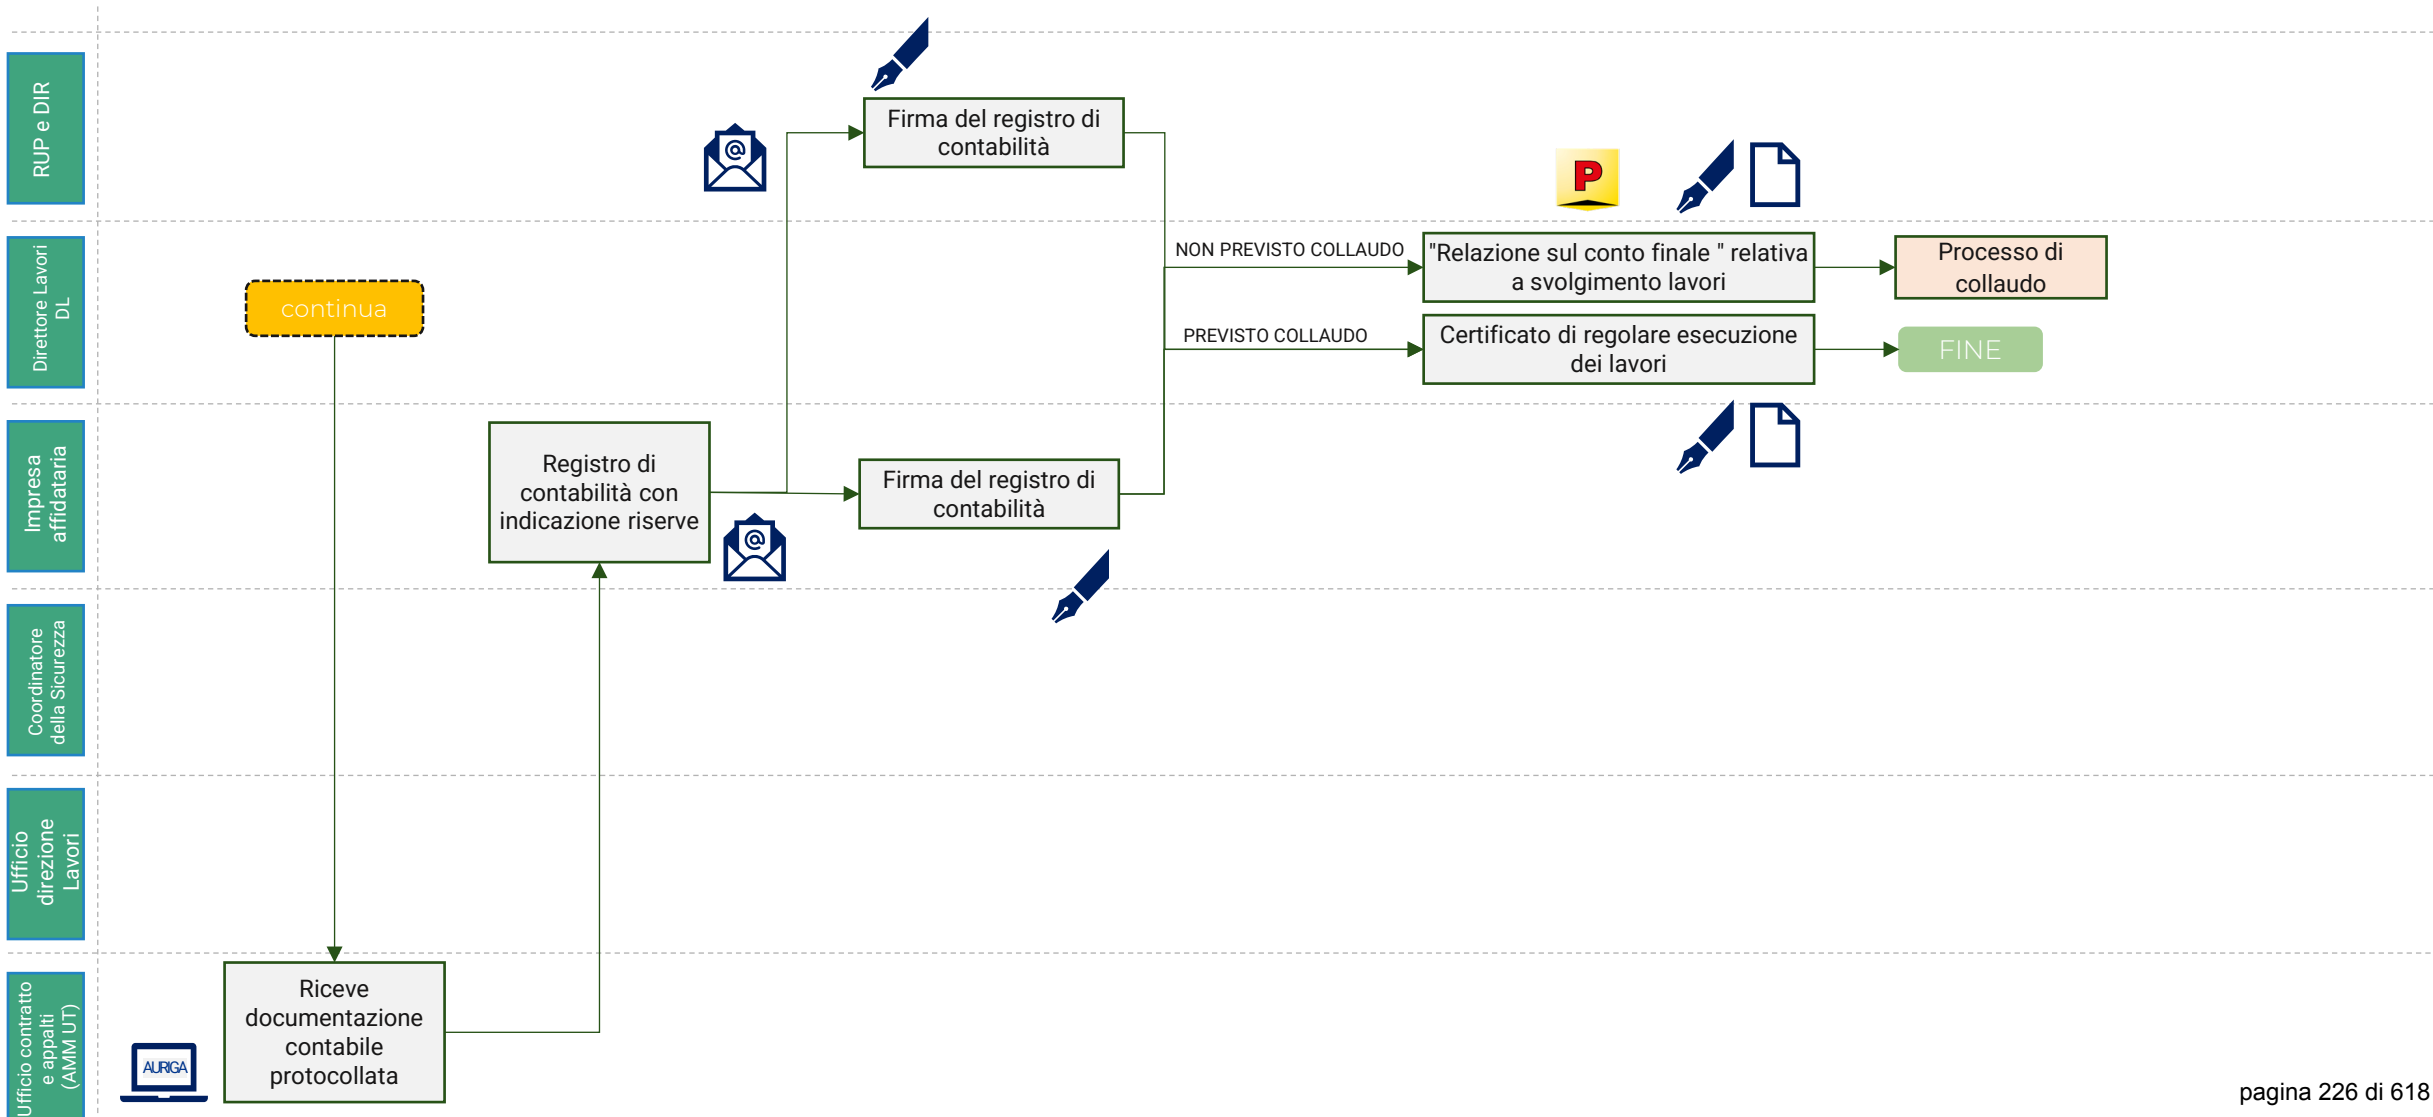 RUP e DIR
Firma del registro di
contabilità
@
P
Direttore Lavori
DL
continua
NON PREVISTO COLLAUDO
"Relazione sul conto finale " relativa
a svolgimento lavori
Processo di
collaudo
PREVISTO COLLAUDO
Certificato di regolare esecuzione
dei lavori
FINE
Impresa
affidataria
Registro di
contabilità con
indicazione riserve
@
Firma del registro di
contabilità
Coordinatore
della Sicurezza
Ufficio
direzione
Lavori
Ufficio contratto
e appalti
(AMM UT)
AURIGA
Riceve
documentazione
contabile
protocollata
pagina 226 di 618